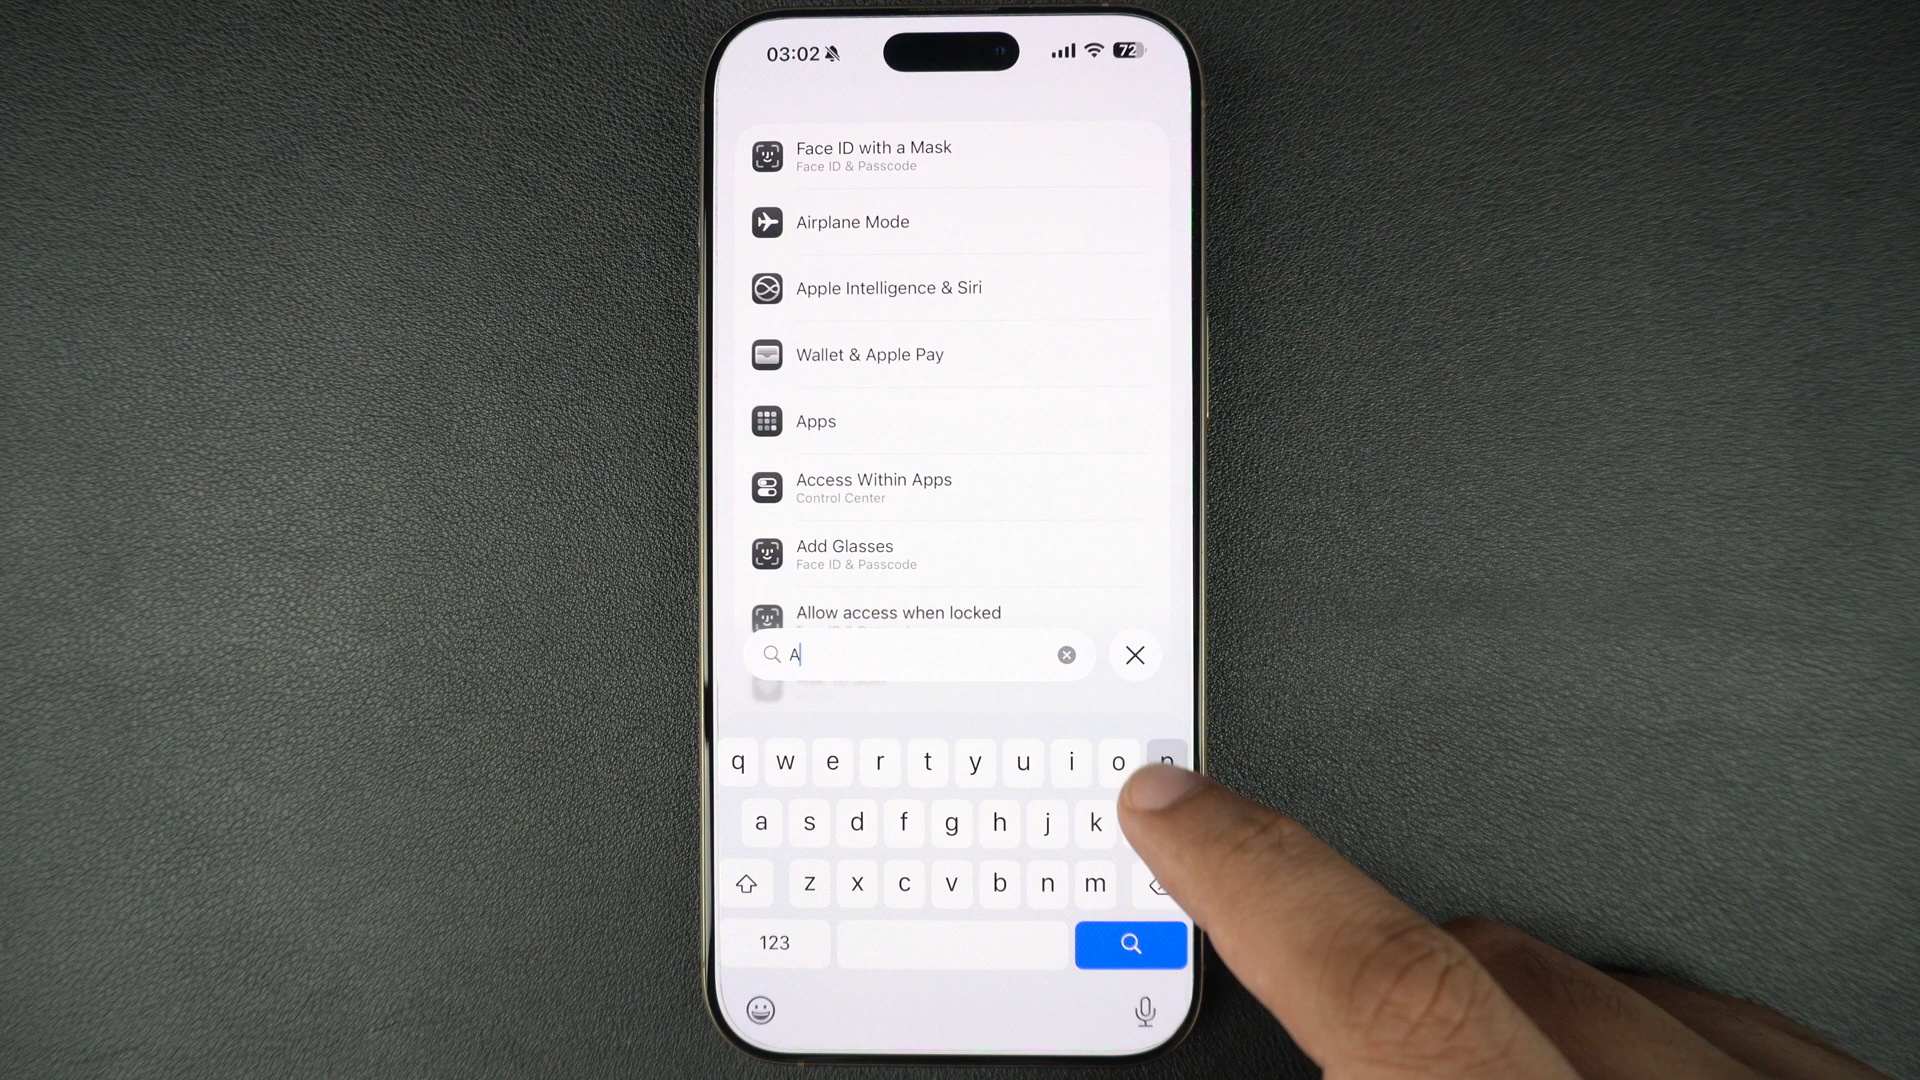 03:02
72
Face ID with a Mask
Face ID & Passcode
Airplane Mode
Apple Intelligence & Siri
Wallet & Apple Pay
Apps
Access Within Apps
Control Center
Add Glasses
Face ID & Passcode
Allow access when locked
A
q w e r t y u i o p
a s d f g h j k
z x c v b n m
123